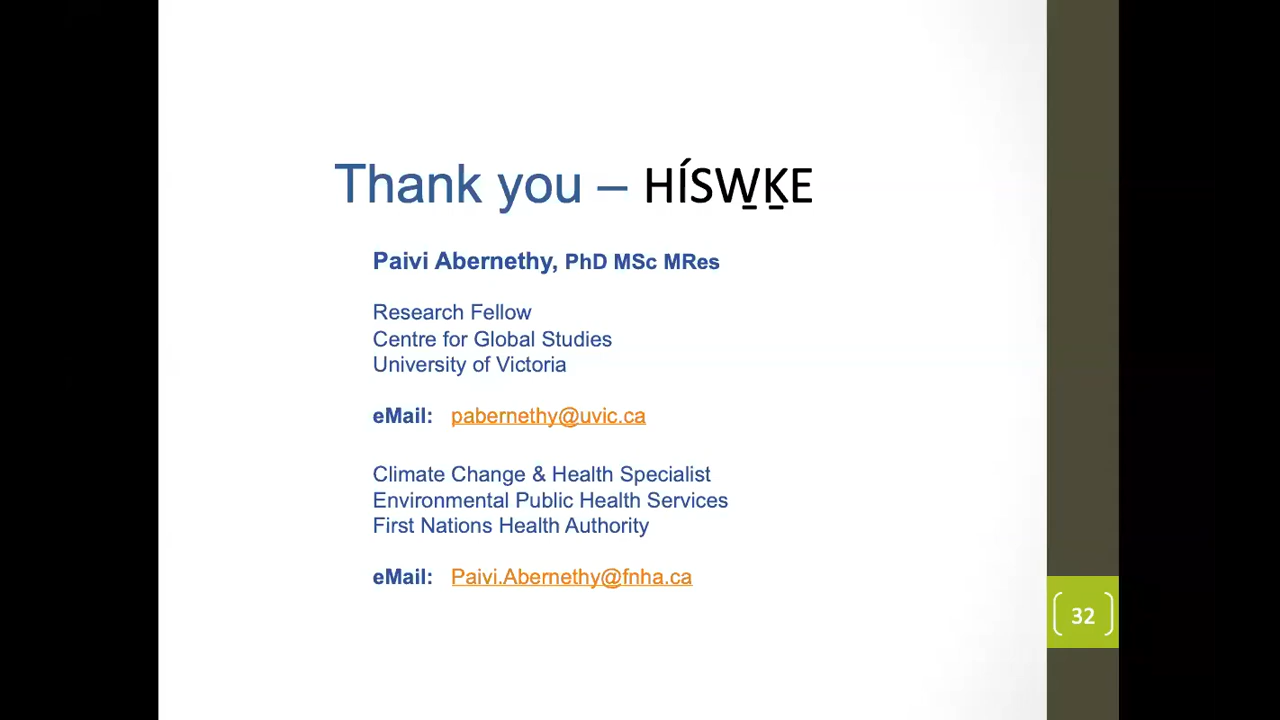 Thank you – HÍSW̱ḴE
Paivi Abernethy, PhD MSc MRes
Research Fellow
Centre for Global Studies
University of Victoria
eMail: pabernethy@uvic.ca
Climate Change & Health Specialist
Environmental Public Health Services
First Nations Health Authority
eMail: Paivi.Abernethy@fnha.ca
32